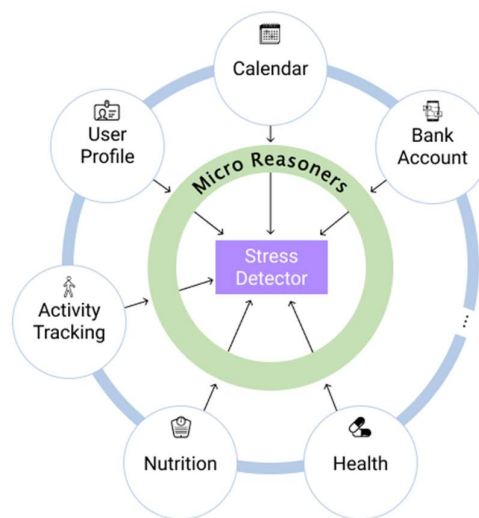 Calendar
User
Profile
Bank
Account
Micro Reasoners
Stress
Detector
Activity
Tracking
...
Nutrition
Health